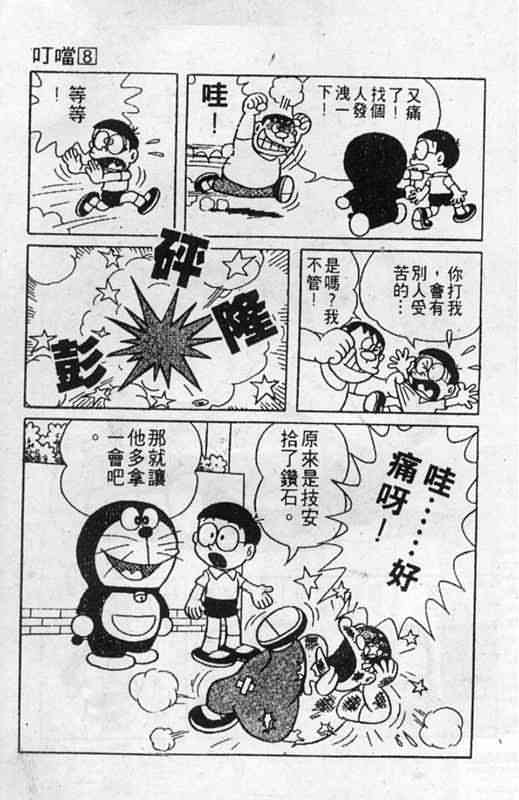 叮噹8
又痛
了!
找個
人發
洩一
下!
哇!
等等
!
你打我
，會有
別人受
苦的…
是嗎?我
不管!
砰
隆
彭
哇……好
痛呀!
原來是技安
拾了鑽石。
那就讓
他多拿
一會吧
。